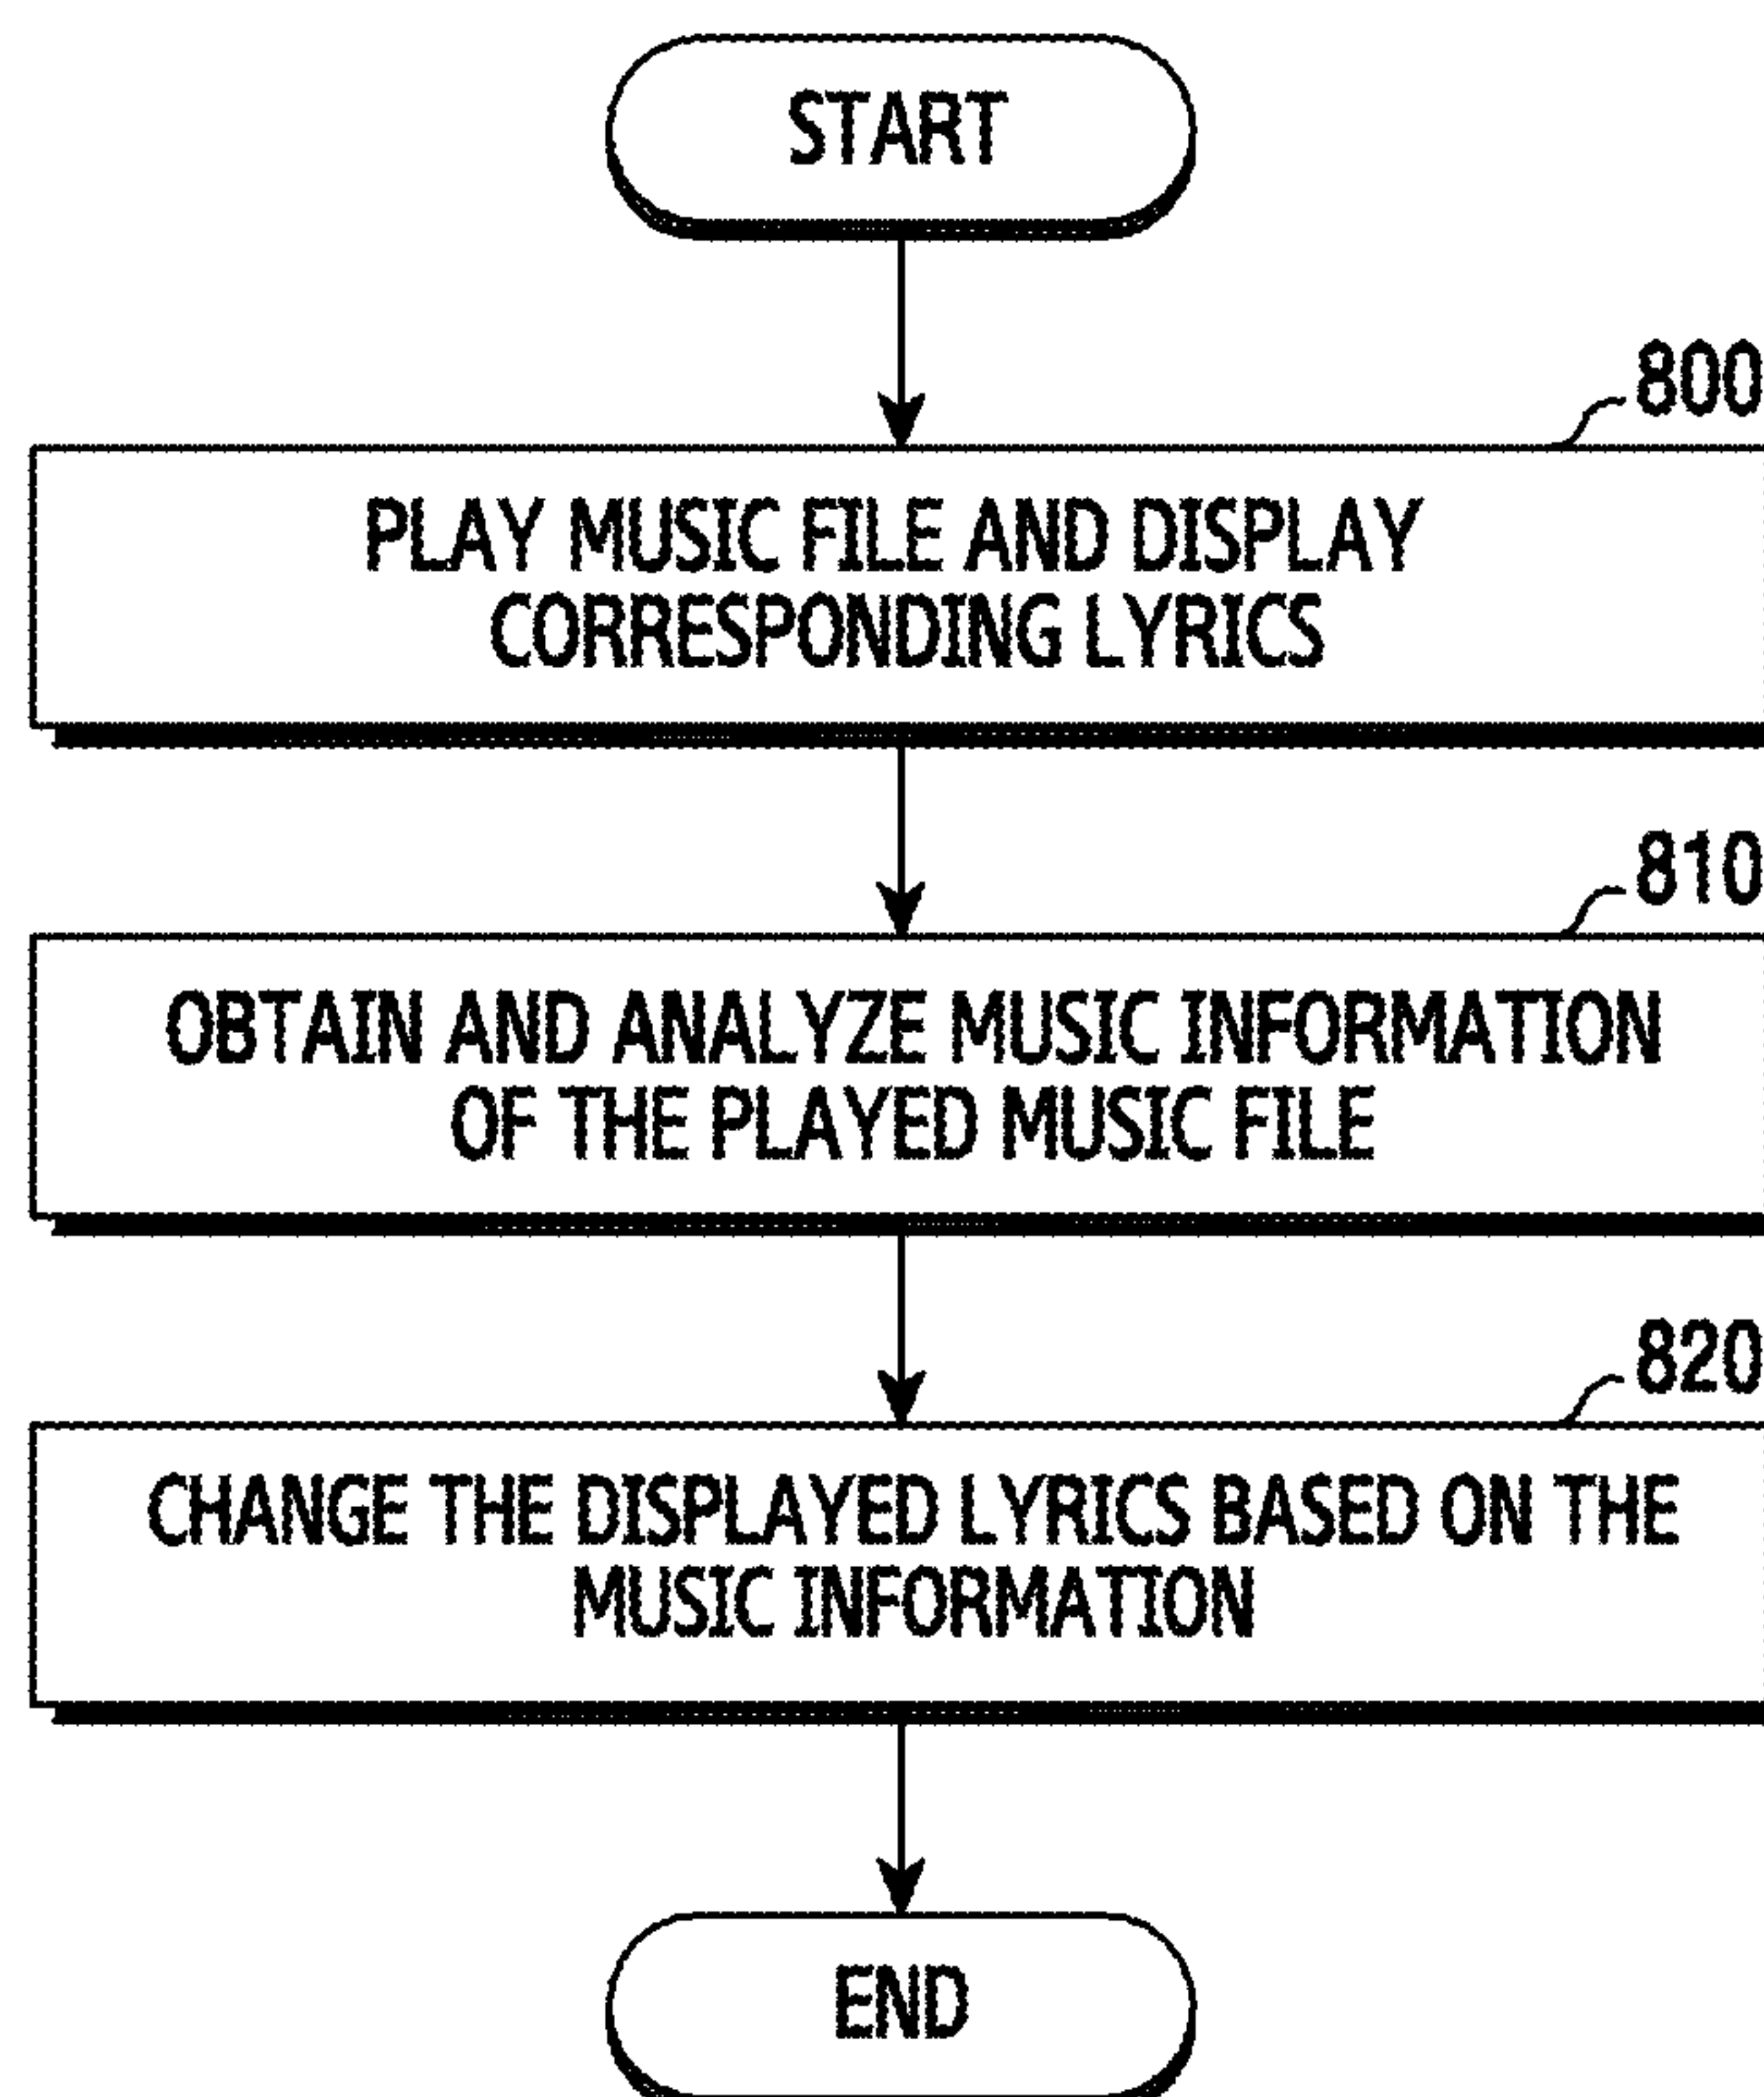 START
800
PLAY MUSIC FILE AND DISPLAY
CORRESPONDING LYRICS
810
OBTAIN AND ANALYZE MUSIC INFORMATION
OF THE PLAYED MUSIC FILE
820
CHANGE THE DISPLAYED LYRICS BASED ON THE
MUSIC INFORMATION
END